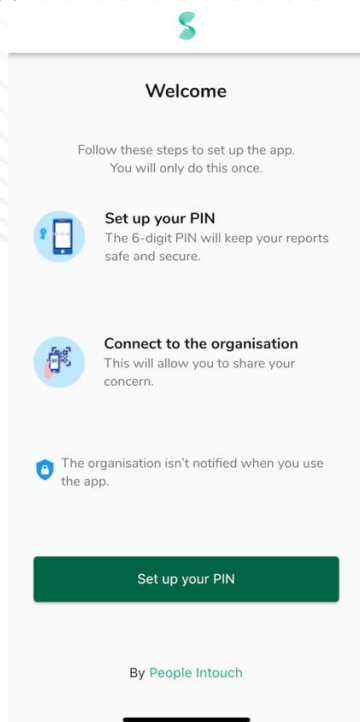 Welcome
Follow these steps to set up the app.
You will only do this once.
Set up your PIN
The 6-digit PIN will keep your reports
safe and secure.
Connect to the organisation
This will allow you to share your
concern.
The organisation isn't notified when you use
the app.
Set up your PIN
By People Intouch